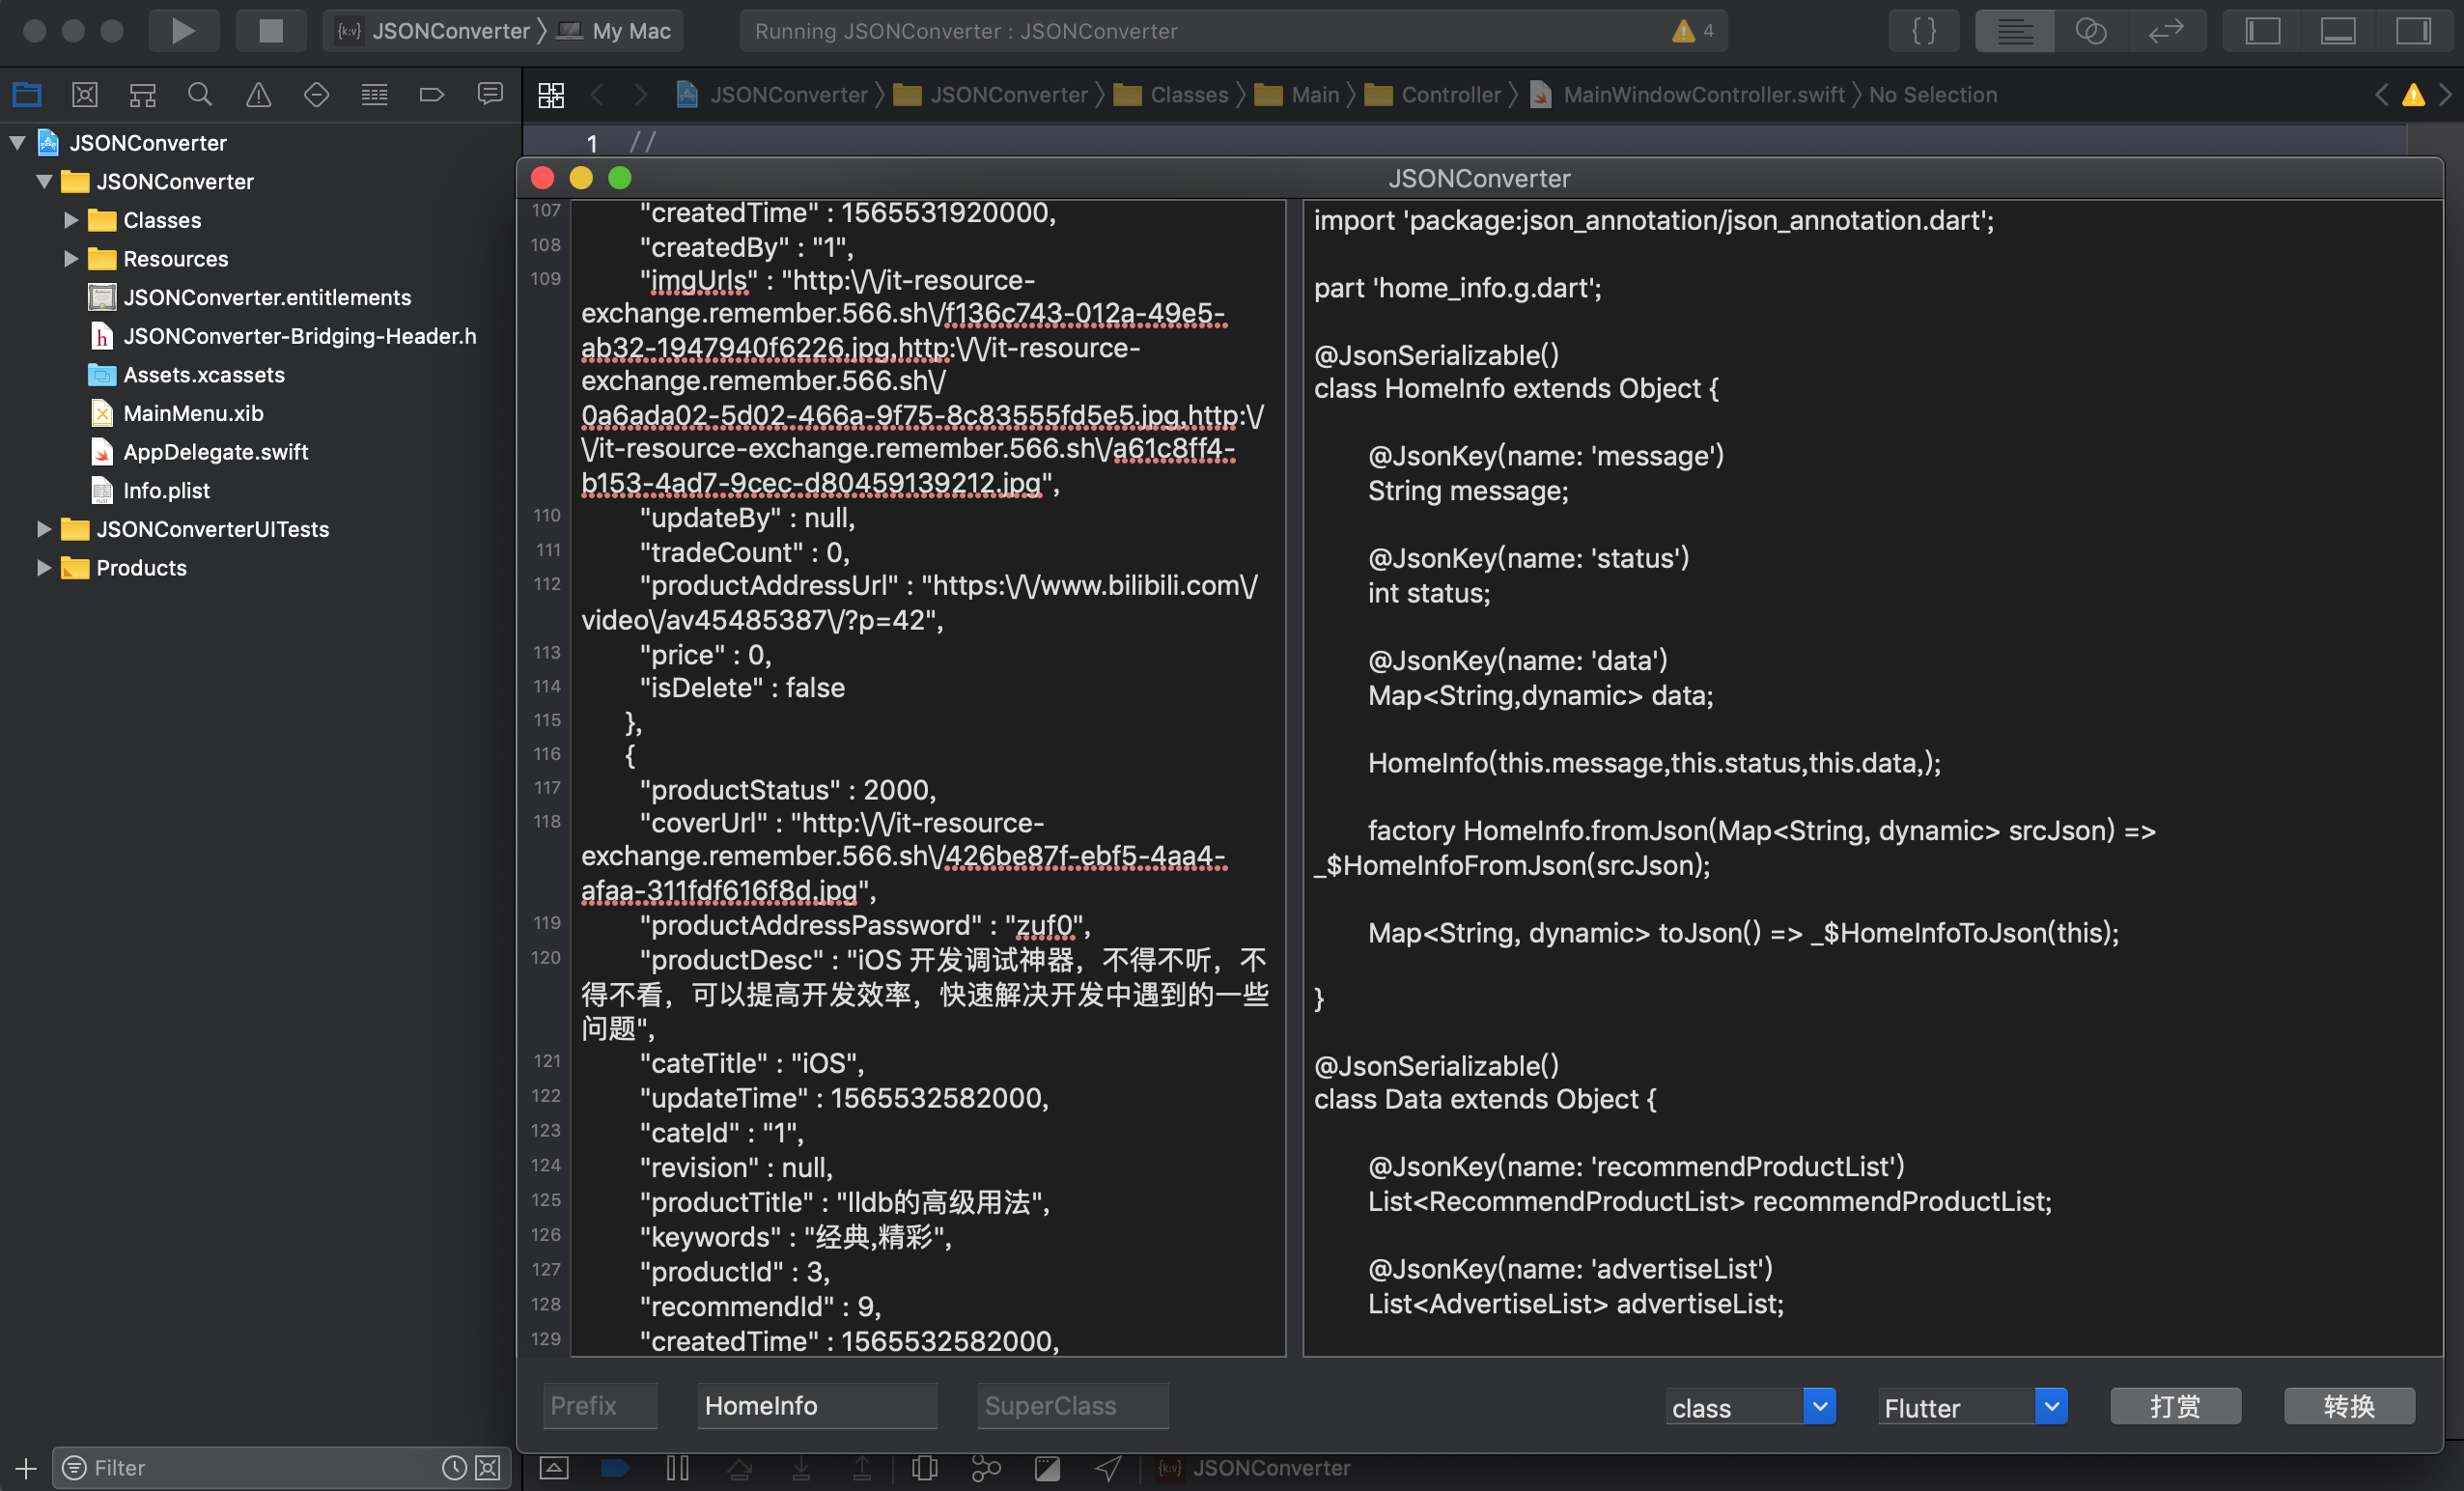 JSONConverter
My Mac
Running JSONConverter : JSONConverter
4
JSONConverter
JSONConverter
Classes
Main
Controller
MainWindowController.swift
No Selection
JSONConverter
JSONConverter
Classes
Resources
JSONConverter.entitlements
JSONConverter-Bridging-Header.h
Assets.xcassets
MainMenu.xib
AppDelegate.swift
Info.plist
JSONConverterUITests
Products
1 //
JSONConverter
107 "createdTime" : 1565531920000,
108 "createdBy" : "1",
109 "imgUrls" : "http:\/\/it-resource-
exchange.remember.566.sh\/f136c743-012a-49e5-
ab32-1947940f6226.jpg,http:\/\/it-resource-
exchange.remember.566.sh\/
0a6ada02-5d02-466a-9f75-8c83555fd5e5.jpg,http:\/
\/it-resource-exchange.remember.566.sh\/a61c8ff4-
b153-4ad7-9cec-d80459139212.jpg",
110 "updateBy" : null,
111 "tradeCount" : 0,
112 "productAddressUrl" : "https:\/\/www.bilibili.com\/
video\/av45485387\/?p=42",
113 "price" : 0,
114 "isDelete" : false
115 },
116 {
117 "productStatus" : 2000,
118 "coverUrl" : "http:\/\/it-resource-
exchange.remember.566.sh\/426be87f-ebf5-4aa4-
afaa-311fdf616f8d.jpg",
119 "productAddressPassword" : "zuf0",
120 "productDesc" : "iOS 开发调试神器，不得不听，不
得不看，可以提高开发效率，快速解决开发中遇到的一些
问题",
121 "cateTitle" : "iOS",
122 "updateTime" : 1565532582000,
123 "cateId" : "1",
124 "revision" : null,
125 "productTitle" : "lldb的高级用法",
126 "keywords" : "经典,精彩",
127 "productId" : 3,
128 "recommendId" : 9,
129 "createdTime" : 1565532582000,
import 'package:json_annotation/json_annotation.dart';
part 'home_info.g.dart';
@JsonSerializable()
class HomeInfo extends Object {
@JsonKey(name: 'message')
String message;
@JsonKey(name: 'status')
int status;
@JsonKey(name: 'data')
Map<String,dynamic> data;
HomeInfo(this.message,this.status,this.data,);
factory HomeInfo.fromJson(Map<String, dynamic> srcJson) =>
_$HomeInfoFromJson(srcJson);
Map<String, dynamic> toJson() => _$HomeInfoToJson(this);
}
@JsonSerializable()
class Data extends Object {
@JsonKey(name: 'recommendProductList')
List<RecommendProductList> recommendProductList;
@JsonKey(name: 'advertiseList')
List<AdvertiseList> advertiseList;
Prefix
HomeInfo
SuperClass
class
Flutter
打赏
转换
Filter
JSONConverter